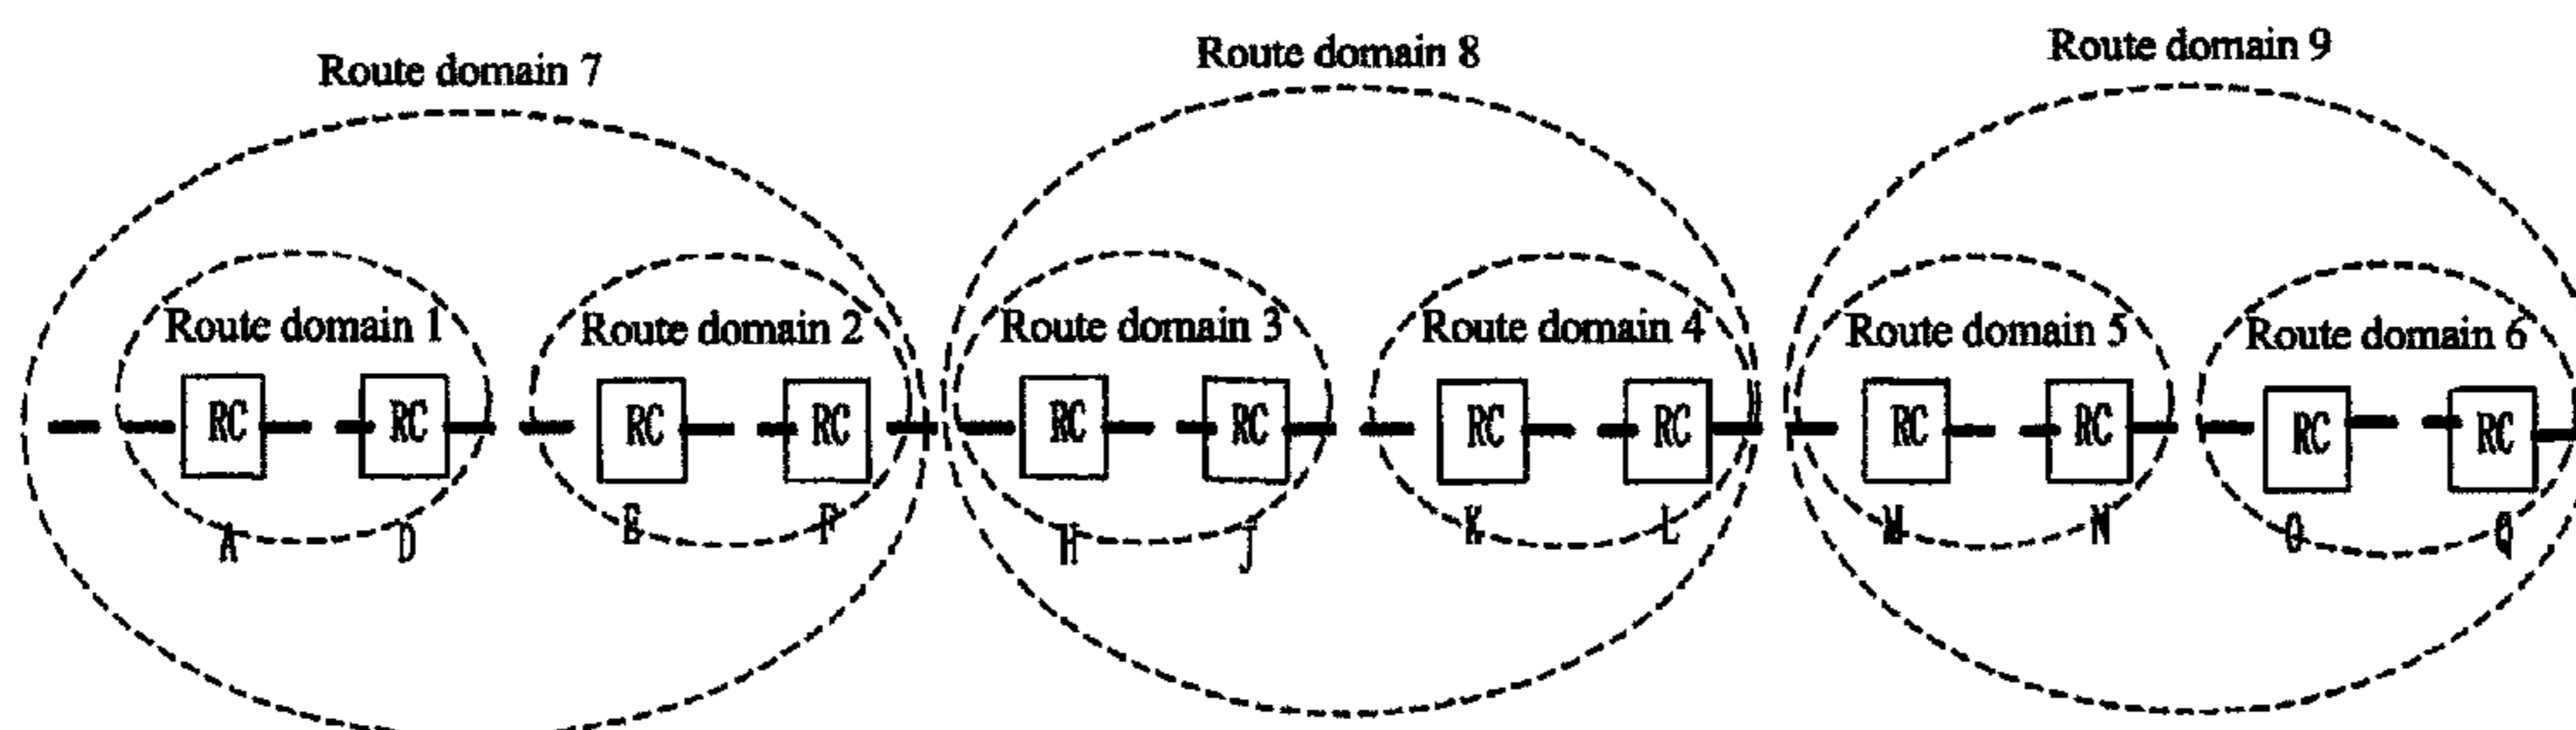 Route domain 7
Route domain 8
Route domain 9
Route domain 1
Route domain 2
Route domain 3
Route domain 4
Route domain 5
Route domain 6
RC RC RC RC RC RC RC RC RC RC RC RC
A D E F H J K L M N O Q